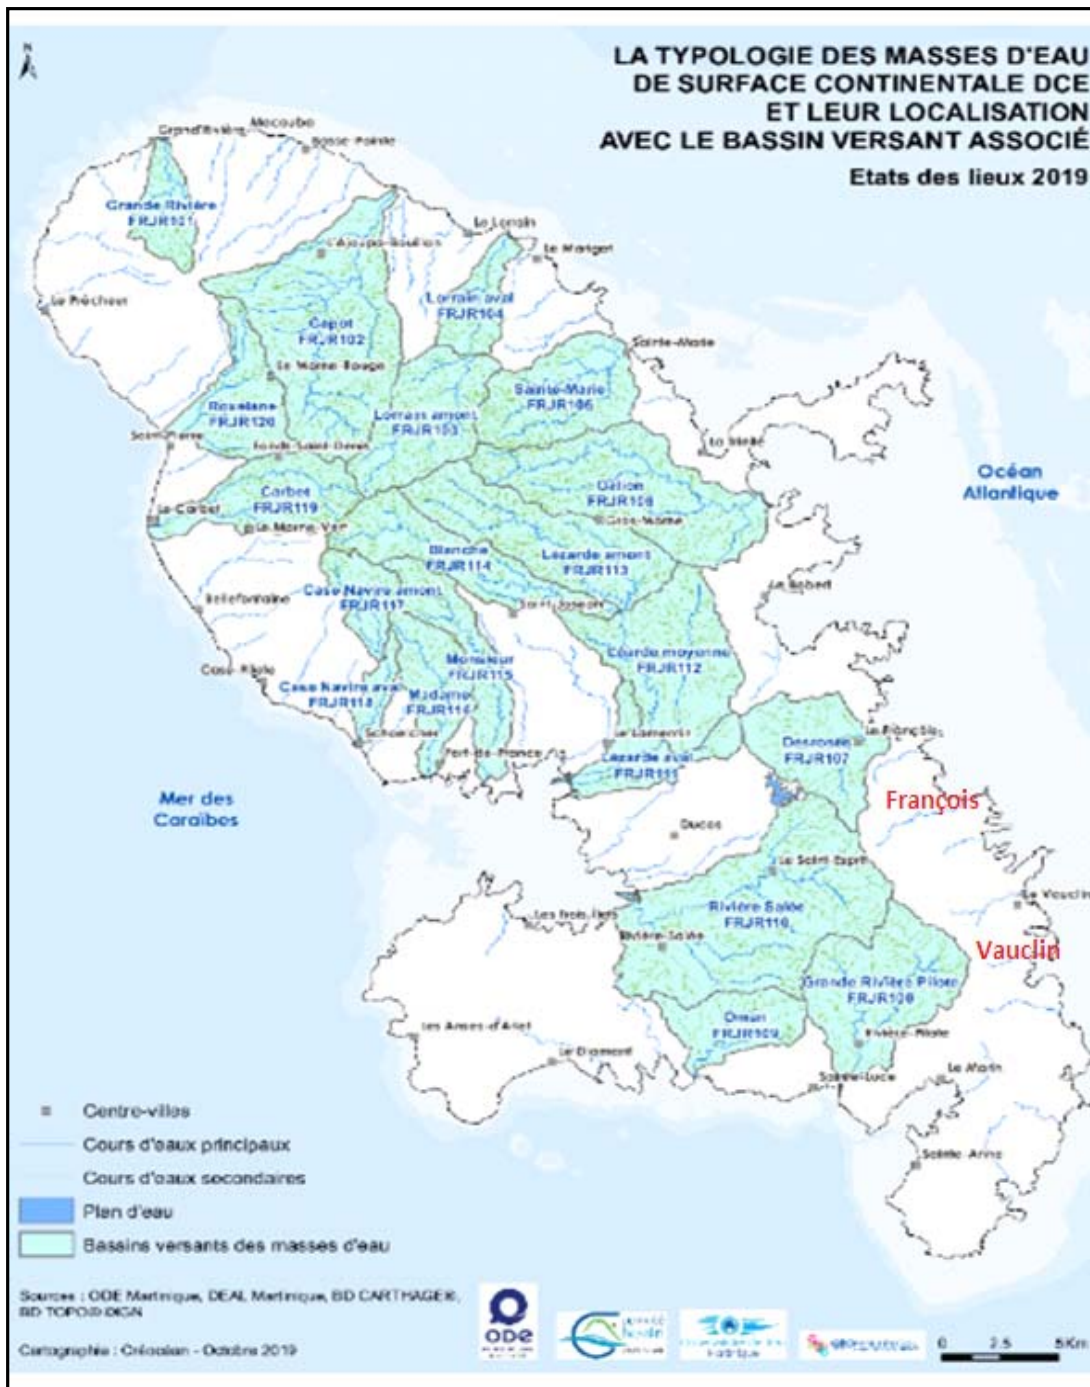 N
LA TYPOLOGIE DES MASSES D'EAU
DE SURFACE CONTINENTALE DCE
ET LEUR LOCALISATION
AVEC LE BASSIN VERSANT ASSOCIÉ
Etats des lieux 2019
Grand'Rivière
Macouba
Basse-Pointe
Grande Rivière
FRJR101
L'Ajoupa-Bouillon
Le Lorrain
Le Marigot
Le Prêcheur
Lorrain aval
FRJR104
Capot
FRJR102
Sainte-Marie
Le Morne-Rouge
Sainte-Marie
FRJR105
Roxelane
FRJR120
Lorrain amont
FRJR103
Saint-Pierre
Fonds-Saint-Denis
La Trinité
Océan
Atlantique
Carbet
FRJR119
Galion
FRJR106
Le Carbet
Gros-Morne
Le Morne-Vert
Blanche
FRJR114
Lézarde amont
FRJR113
Case Navire amont
FRJR117
Le Robert
Bellefontaine
Saint-Joseph
Lézarde moyenne
FRJR112
Monsieur
FRJR115
Case-Pilote
Case Navire aval
FRJR118
Madame
FRJR116
Schoelcher
Fort-de-France
Le Lamentin
Lézarde aval
FRJR111
Desroses
FRJR107
Le François
Mer des
Caraïbes
François
Ducos
Le Saint-Esprit
Le Vauclin
Rivière Salée
FRJR110
Les Trois-Îlets
Rivière-Salée
Vauclin
Grande Rivière Pilote
FRJR108
Oman
FRJR109
Les Anses-d'Arlet
Rivière-Pilote
Le Diamant
Sainte-Luce
Le Marin
Sainte-Anne
Centre-villes
Cours d'eaux principaux
Cours d'eaux secondaires
Plan d'eau
Bassins versants des masses d'eau
Sources : ODE Martinique, DEAL Martinique, BD CARTHAGE®,
BD TOPO® IGN
Cartographie : Créocéan - Octobre 2019
ODE
0 2.5 5Km